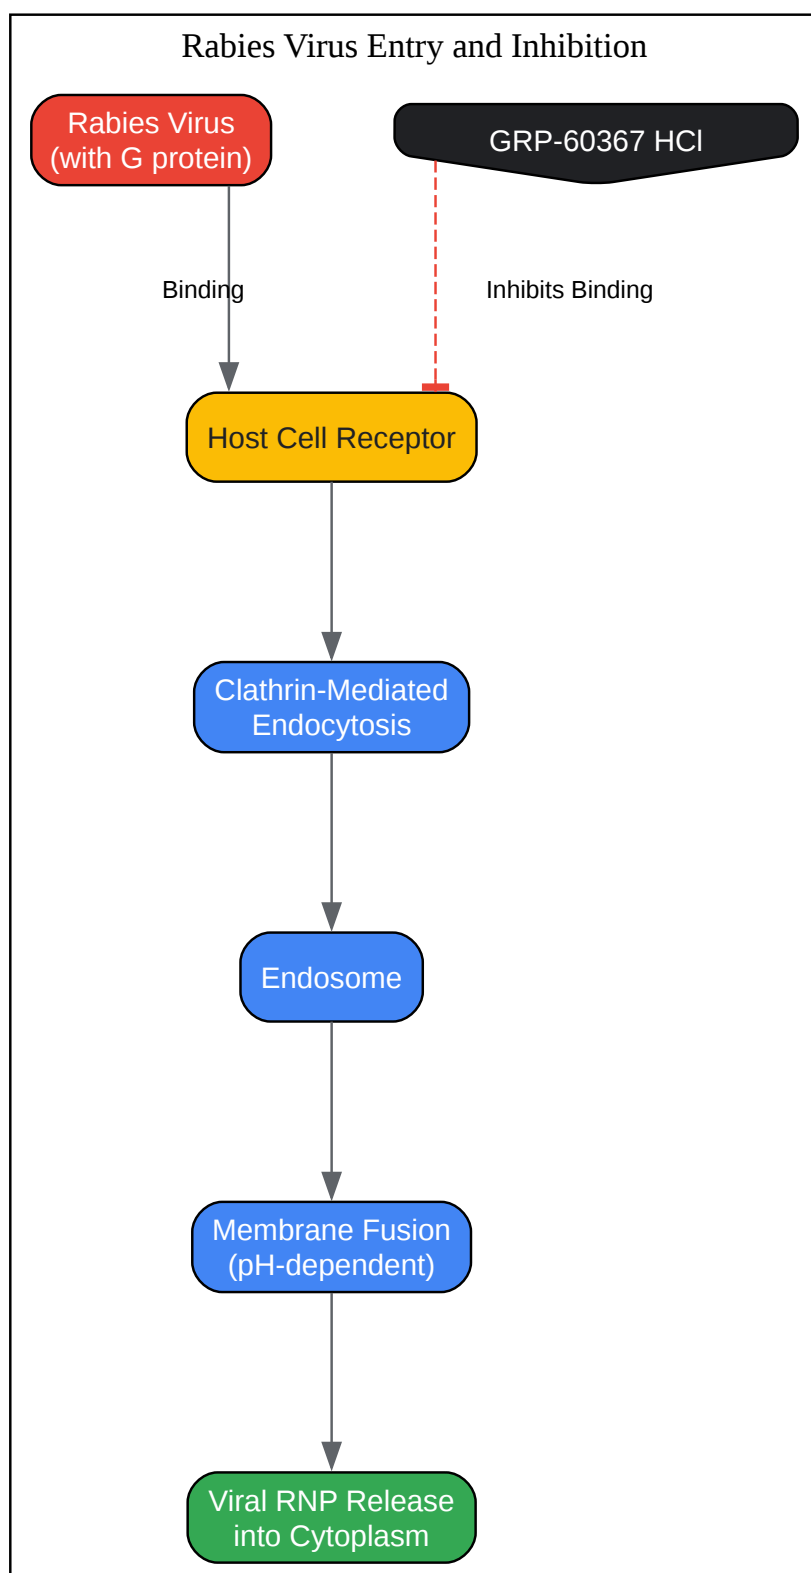 Rabies Virus Entry and Inhibition
Rabies Virus
(with G protein)
GRP-60367 HCl
Binding
Inhibits Binding
Host Cell Receptor
Clathrin-Mediated
Endocytosis
Endosome
Membrane Fusion
(pH-dependent)
Viral RNP Release
into Cytoplasm